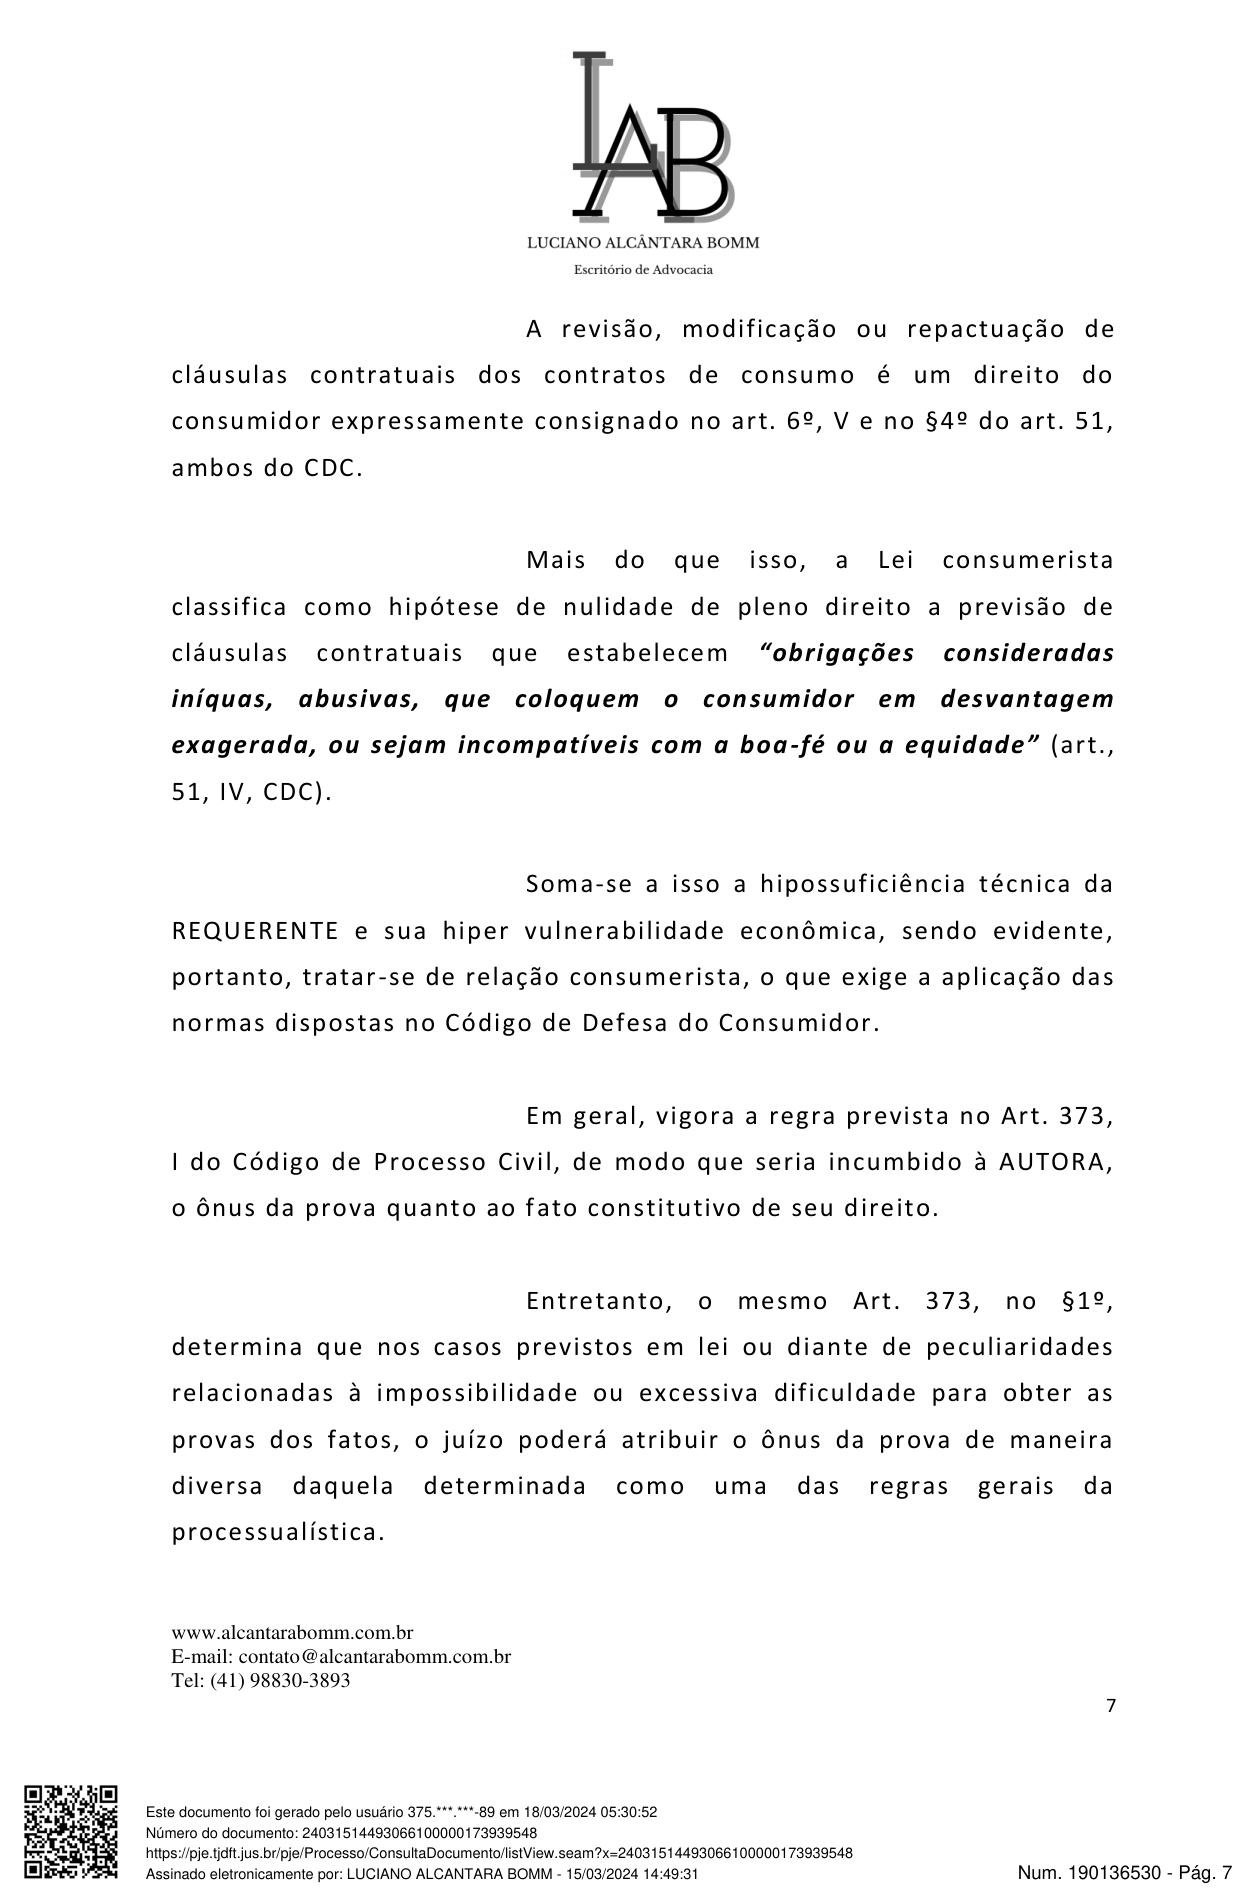 LAB
LUCIANO ALCÂNTARA BOMM
Escritório de Advocacia
A revisão, modificação ou repactuação de
cláusulas contratuais dos contratos de consumo é um direito do
consumidor expressamente consignado no art. 6º, V e no §4º do art. 51,
ambos do CDC.
Mais do que isso, a Lei consumerista
classifica como hipótese de nulidade de pleno direito a previsão de
cláusulas contratuais que estabelecem “obrigações consideradas
iníquas, abusivas, que coloquem o consumidor em desvantagem
exagerada, ou sejam incompatíveis com a boa-fé ou a equidade” (art.,
51, IV, CDC).
Soma-se a isso a hipossuficiência técnica da
REQUERENTE e sua hiper vulnerabilidade econômica, sendo evidente,
portanto, tratar-se de relação consumerista, o que exige a aplicação das
normas dispostas no Código de Defesa do Consumidor.
Em geral, vigora a regra prevista no Art. 373,
I do Código de Processo Civil, de modo que seria incumbido à AUTORA,
o ônus da prova quanto ao fato constitutivo de seu direito.
Entretanto, o mesmo Art. 373, no §1º,
determina que nos casos previstos em lei ou diante de peculiaridades
relacionadas à impossibilidade ou excessiva dificuldade para obter as
provas dos fatos, o juízo poderá atribuir o ônus da prova de maneira
diversa daquela determinada como uma das regras gerais da
processualística.
www.alcantarabomm.com.br
E-mail: contato@alcantarabomm.com.br
Tel: (41) 98830-3893
7
Este documento foi gerado pelo usuário 375.***.***-89 em 18/03/2024 05:30:52
Número do documento: 24031514493066100000173939548
https://pje.tjdft.jus.br/pje/Processo/ConsultaDocumento/listView.seam?x=24031514493066100000173939548
Assinado eletronicamente por: LUCIANO ALCANTARA BOMM - 15/03/2024 14:49:31
Num. 190136530 - Pág. 7